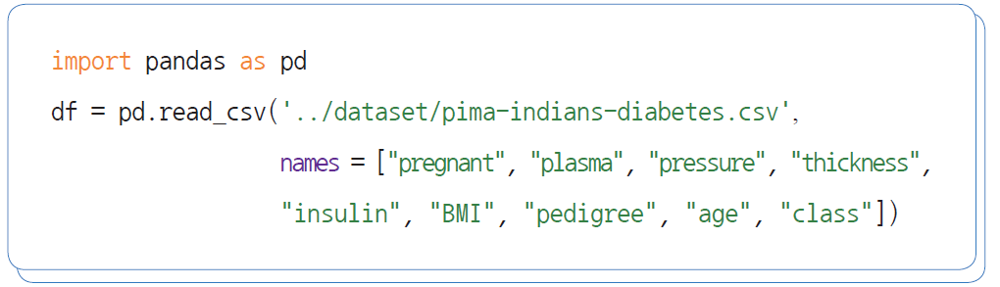 import pandas as pd
df = pd.read_csv('../dataset/pima-indians-diabetes.csv',
names = ["pregnant", "plasma", "pressure", "thickness",
"insulin", "BMI", "pedigree", "age", "class"])